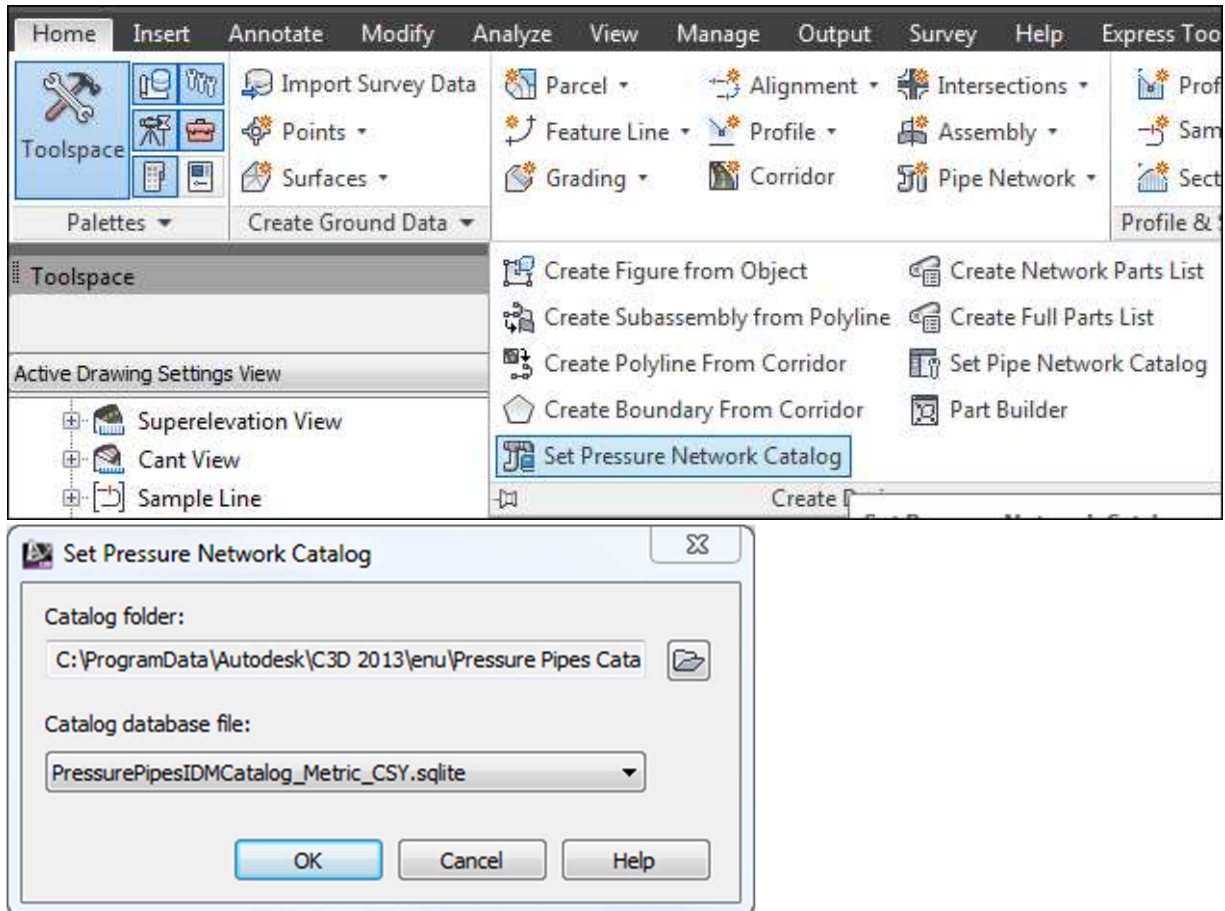 Home Insert Annotate Modify Analyze View Manage Output Survey Help Express Too
Toolspace
Import Survey Data
Points
Surfaces
Parcel
Feature Line
Grading
Alignment
Profile
Corridor
Intersections
Assembly
Pipe Network
Prof
Sam
Sect
Palettes
Create Ground Data
Profile &
Toolspace
Active Drawing Settings View
Superelevation View
Cant View
Sample Line
Create Figure from Object
Create Subassembly from Polyline
Create Polyline From Corridor
Create Boundary From Corridor
Set Pressure Network Catalog
Create Network Parts List
Create Full Parts List
Set Pipe Network Catalog
Part Builder
Create
Set Pressure Network Catalog
Catalog folder:
C:\ProgramData\Autodesk\C3D 2013\enu\Pressure Pipes Cata
Catalog database file:
PressurePipesIDMCatalog_Metric_CSY.sqlite
OK Cancel Help